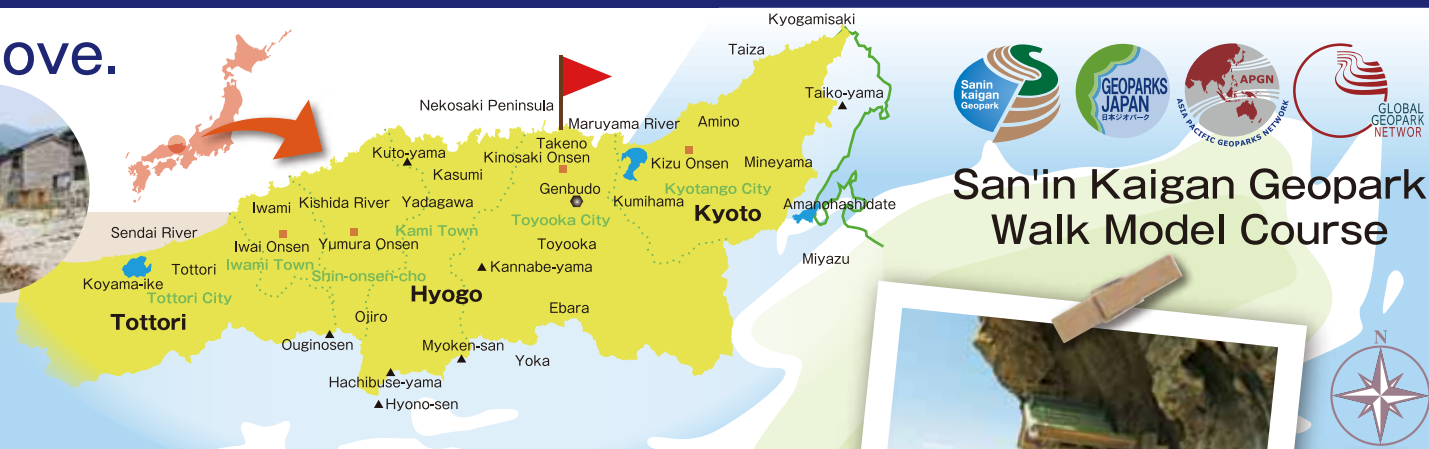 ove.
Kyogamisaki
Taiza
Taiko-yama
Nekosaki Peninsula
Maruyama River
Amino
Takeno
Kuto-yama
Kinosaki Onsen
Kizu Onsen
Mineyama
Kasumi
Genbudo
Kyotango City
Iwami
Kishida River
Yadagawa
Kumihama
Kyoto
Amanohashidate
Toyooka City
Sendai River
Kami Town
Iwai Onsen
Yumura Onsen
Toyooka
Miyazu
Tottori
Iwami Town
Shin-onsen-cho
Kannabe-yama
Koyama-ike
Tottori City
Hyogo
Ebara
Tottori
Ojiro
Ouginosen
Myoken-san
Yoka
Hachibuse-yama
Hyono-sen
Sanin
kaigan
Geopark
GEOPARKS
JAPAN
日本ジオパーク
APGN
ASIA PACIFIC GEOPARKS NETWORK
GLOBAL
GEOPARK
NETWOR
San'in Kaigan Geopark
Walk Model Course
N